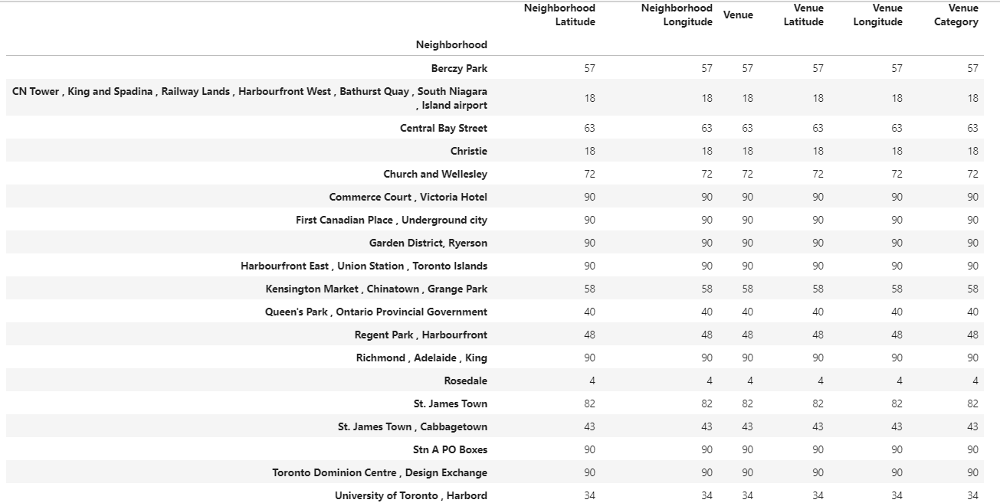 Neighborhood Latitude Neighborhood Longitude Venue Venue Latitude Venue Longitude Venue Category
Neighborhood
Berczy Park 57 57 57 57 57 57
CN Tower , King and Spadina , Railway Lands , Harbourfront West , Bathurst Quay , South Niagara
, Island airport 18 18 18 18 18 18
Central Bay Street 63 63 63 63 63 63
Christie 18 18 18 18 18 18
Church and Wellesley 72 72 72 72 72 72
Commerce Court , Victoria Hotel 90 90 90 90 90 90
First Canadian Place , Underground city 90 90 90 90 90 90
Garden District, Ryerson 90 90 90 90 90 90
Harbourfront East , Union Station , Toronto Islands 90 90 90 90 90 90
Kensington Market , Chinatown , Grange Park 58 58 58 58 58 58
Queen's Park , Ontario Provincial Government 40 40 40 40 40 40
Regent Park , Harbourfront 48 48 48 48 48 48
Richmond , Adelaide , King 90 90 90 90 90 90
Rosedale 4 4 4 4 4 4
St. James Town 82 82 82 82 82 82
St. James Town , Cabbagetown 43 43 43 43 43 43
Stn A PO Boxes 90 90 90 90 90 90
Toronto Dominion Centre , Design Exchange 90 90 90 90 90 90
University of Toronto , Harbord 34 34 34 34 34 34